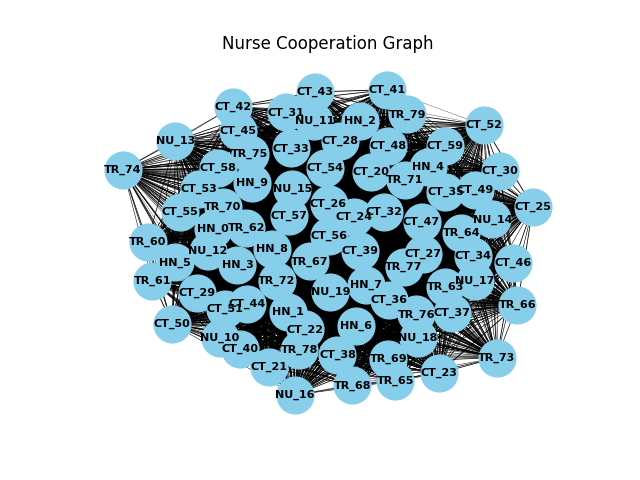 Nurse Cooperation Graph
CT_43
CT_41
CT_42
CT_31
TR_79
NU_11
HN_2
CT_52
CT_45
NU_13
CT_28
CT_48
CT_59
CT_33
TR_75
TR_74
CT_58
CT_54
CT_20
HN_4
CT_30
TR_71
HN_9
CT_53
NU_15
CT_35
CT_49
CT_55
TR_70
CT_26
CT_32
CT_25
CT_57
CT_24
NU_14
CT_47
HN_0
TR_62
TR_64
CT_56
TR_60
NU_12
HN_8
CT_39
CT_27
CT_34
HN_5
HN_3
TR_67
CT_46
TR_77
TR_61
TR_72
NU_17
HN_7
TR_63
CT_29
NU_19
CT_36
CT_44
TR_66
CT_51
HN_1
TR_76
CT_37
CT_50
CT_22
HN_6
NU_10
NU_18
CT_40
TR_78
CT_38
TR_69
TR_73
CT_21
CT_23
TR_68
TR_65
NU_16